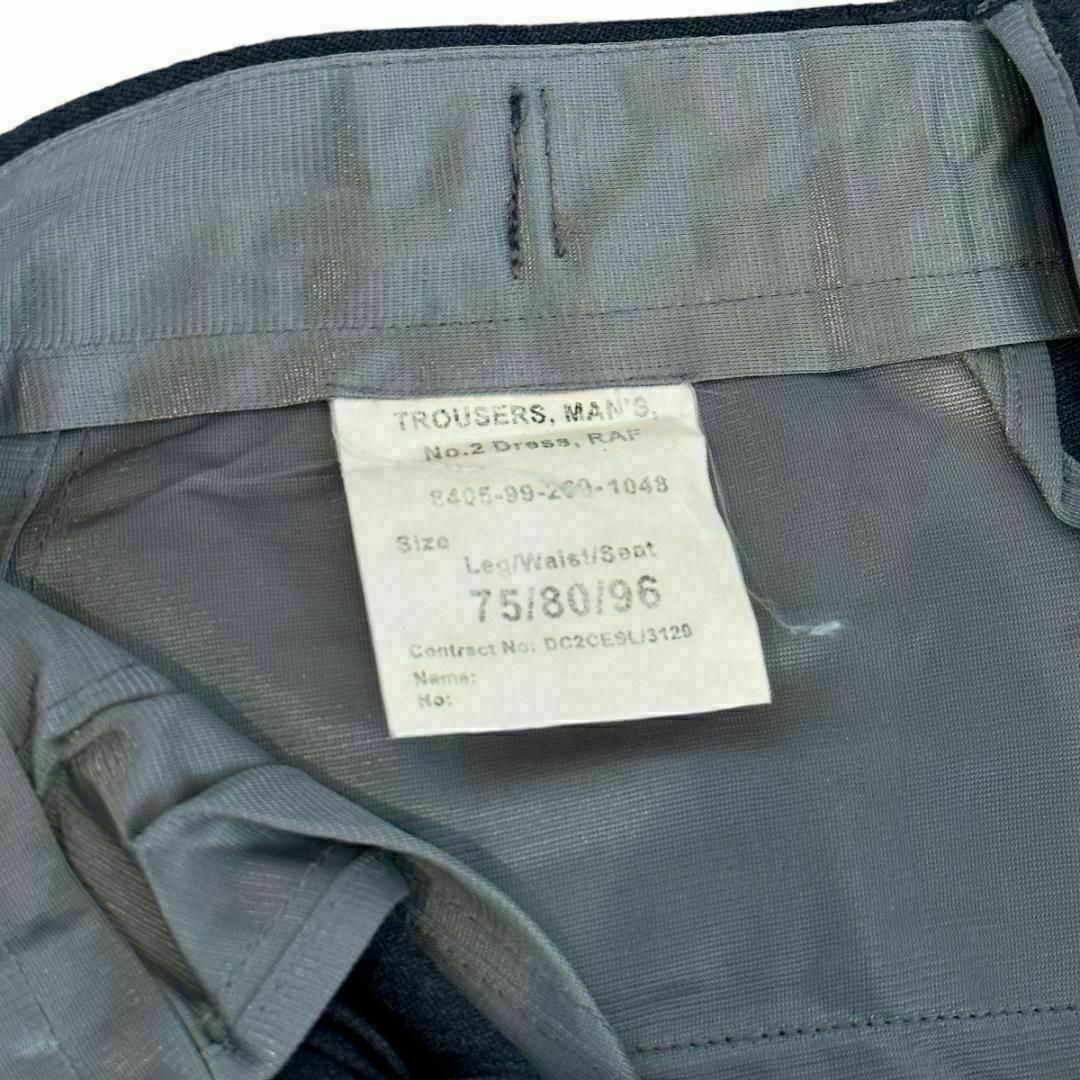 TROUSERS, MAN'S,
No.2 Dress, RAF
8405-99- -1048
Size
Leg/Waist/Seat
75/80/96
Contract No: DC2CESL/3129
Name:
No: